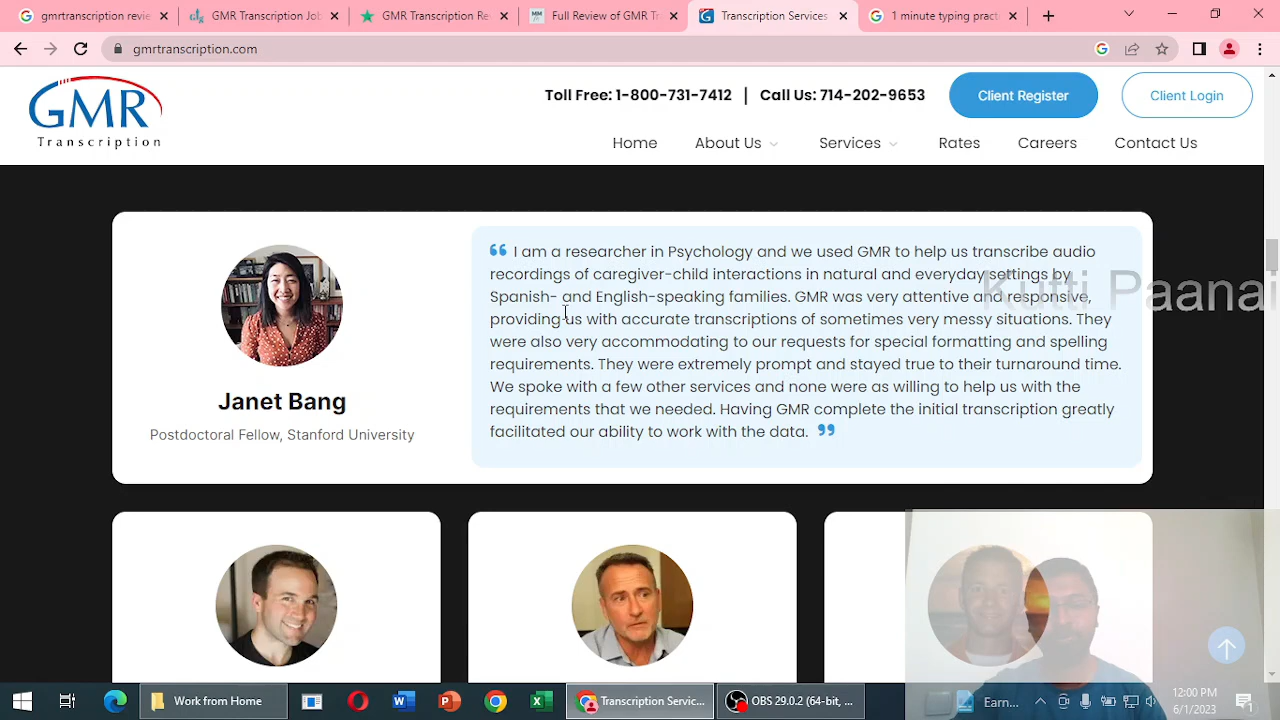 gmrtranscription revie
GMR Transcription Jol
GMR Transcription Re
Full Review of GMR Tr
Transcription Services
1 minute typing pract
gmrtranscription.com
GMR
Transcription
Toll Free: 1-800-731-7412 | Call Us: 714-202-9653
Client Register
Client Login
Home
About Us
Services
Rates
Careers
Contact Us
Janet Bang
Postdoctoral Fellow, Stanford University
“ I am a researcher in Psychology and we used GMR to help us transcribe audio
recordings of caregiver-child interactions in natural and everyday settings by
Spanish- and English-speaking families. GMR was very attentive and responsive,
providing us with accurate transcriptions of sometimes very messy situations. They
were also very accommodating to our requests for special formatting and spelling
requirements. They were extremely prompt and stayed true to their turnaround time.
We spoke with a few other services and none were as willing to help us with the
requirements that we needed. Having GMR complete the initial transcription greatly
facilitated our ability to work with the data. ”
Kutti Paanai
Work from Home
Transcription Servic...
OBS 29.0.2 (64-bit, ...
Earn...
12:00 PM
6/1/2023